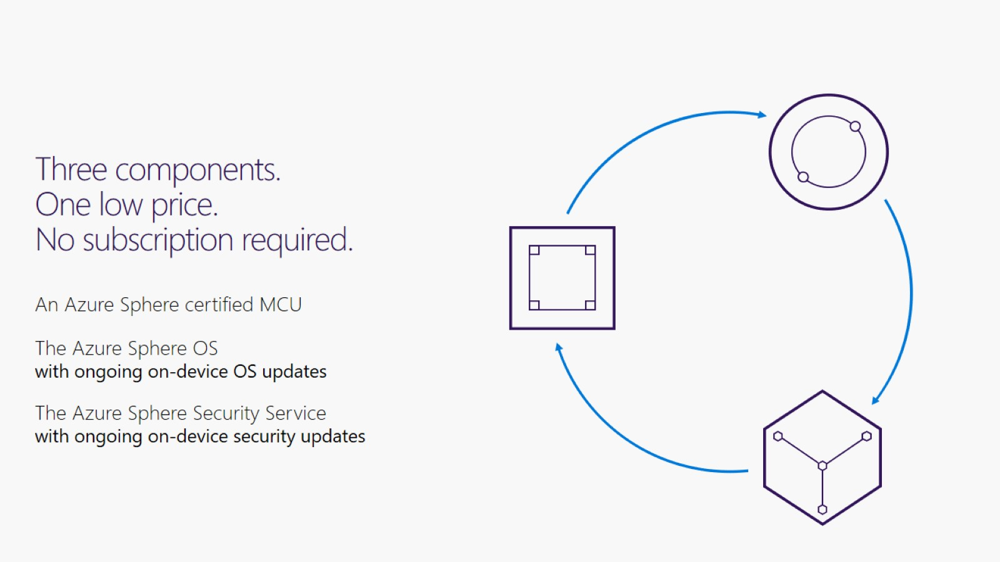 Three components.
One low price.
No subscription required.
An Azure Sphere certified MCU
The Azure Sphere OS
with ongoing on-device OS updates
The Azure Sphere Security Service
with ongoing on-device security updates